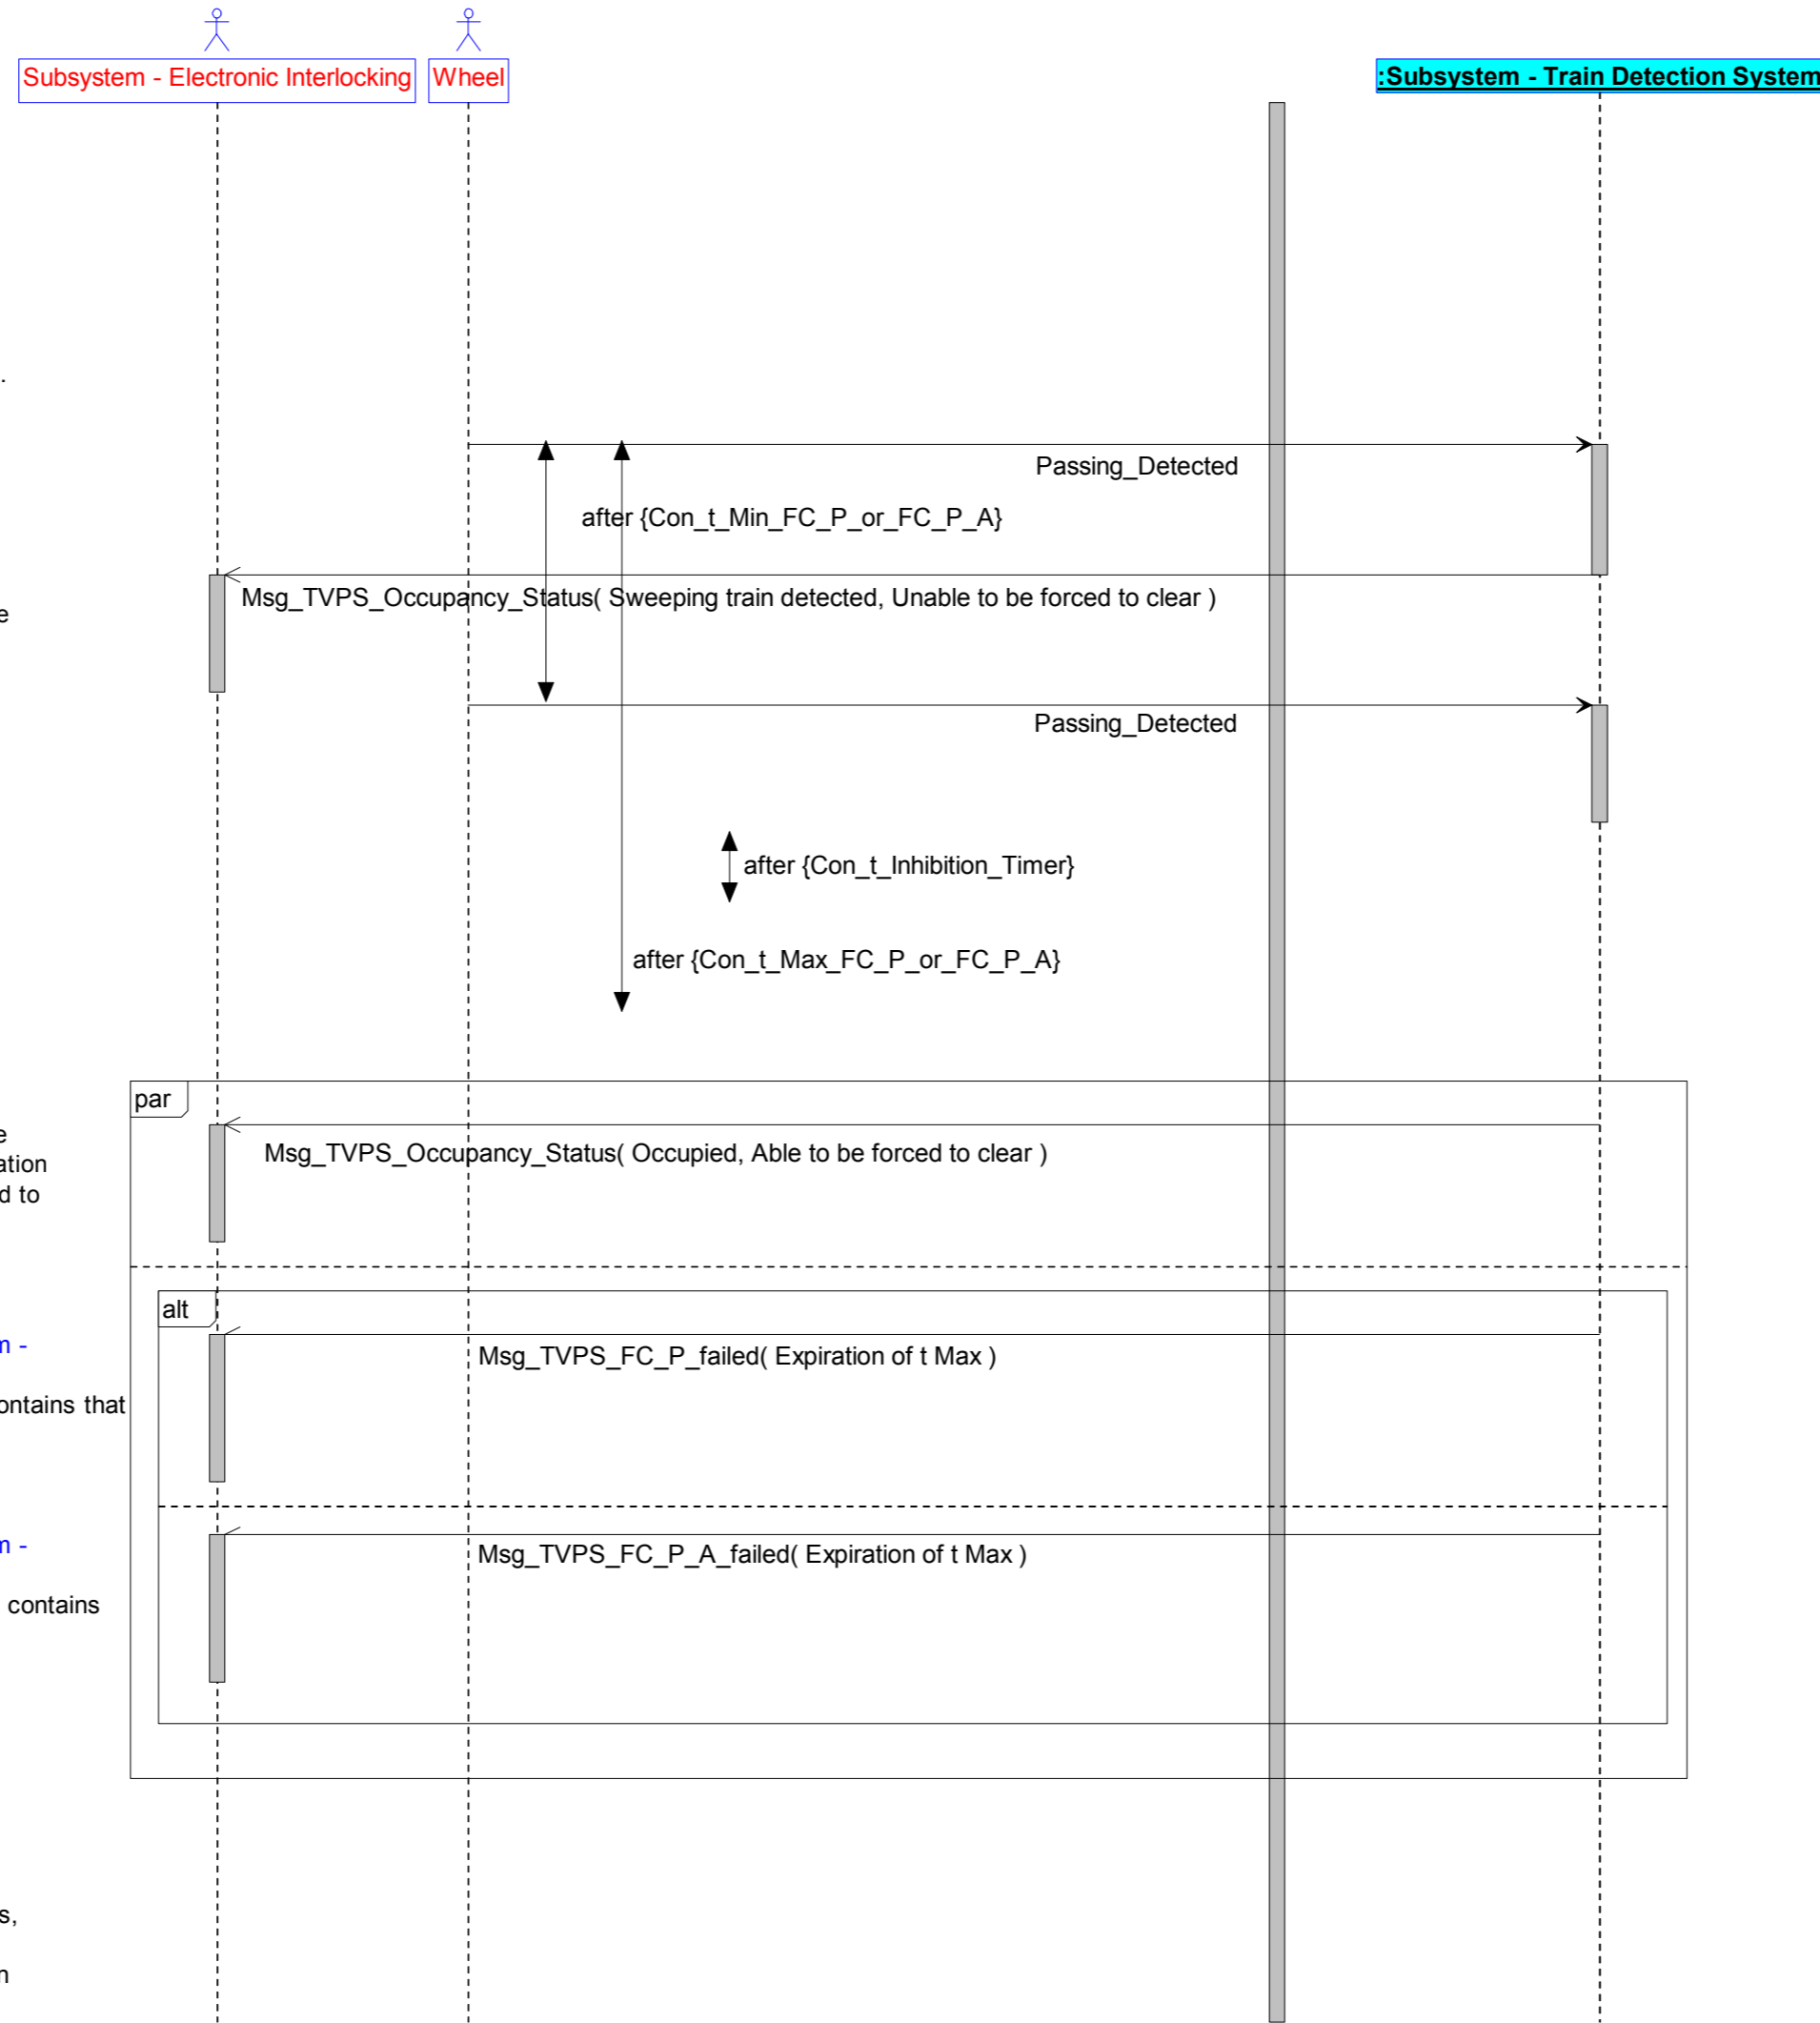 Subsystem - Electronic Interlocking
Wheel
:Subsystem - Train Detection System
.
Passing_Detected
after {Con_t_Min_FC_P_or_FC_P_A}
Msg_TVPS_Occupancy_Status( Sweeping train detected, Unable to be forced to clear )
e
Passing_Detected
after {Con_t_Inhibition_Timer}
after {Con_t_Max_FC_P_or_FC_P_A}
par
e
Msg_TVPS_Occupancy_Status( Occupied, Able to be forced to clear )
ation
d to
alt
m -
Msg_TVPS_FC_P_failed( Expiration of t Max )
ontains that
m -
Msg_TVPS_FC_P_A_failed( Expiration of t Max )
contains
s,
n